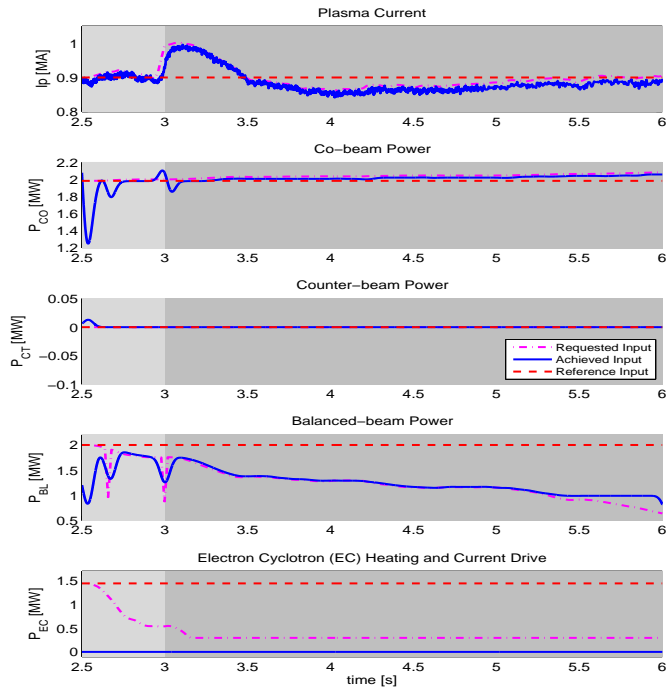 Plasma Current
Ip [MA]
1
0.9
0.8
2.5 3 3.5 4 4.5 5 5.5 6
Co−beam Power
P_CO [MW]
2.2
2
1.8
1.6
1.4
1.2
2.5 3 3.5 4 4.5 5 5.5 6
Counter−beam Power
P_CT [MW]
0.05
0
−0.05
−0.1
2.5 3 3.5 4 4.5 5 5.5 6
Requested Input
Achieved Input
Reference Input
Balanced−beam Power
P_BL [MW]
2
1.5
1
0.5
2.5 3 3.5 4 4.5 5 5.5 6
Electron Cyclotron (EC) Heating and Current Drive
P_EC [MW]
1.5
1
0.5
0
2.5 3 3.5 4 4.5 5 5.5 6
time [s]